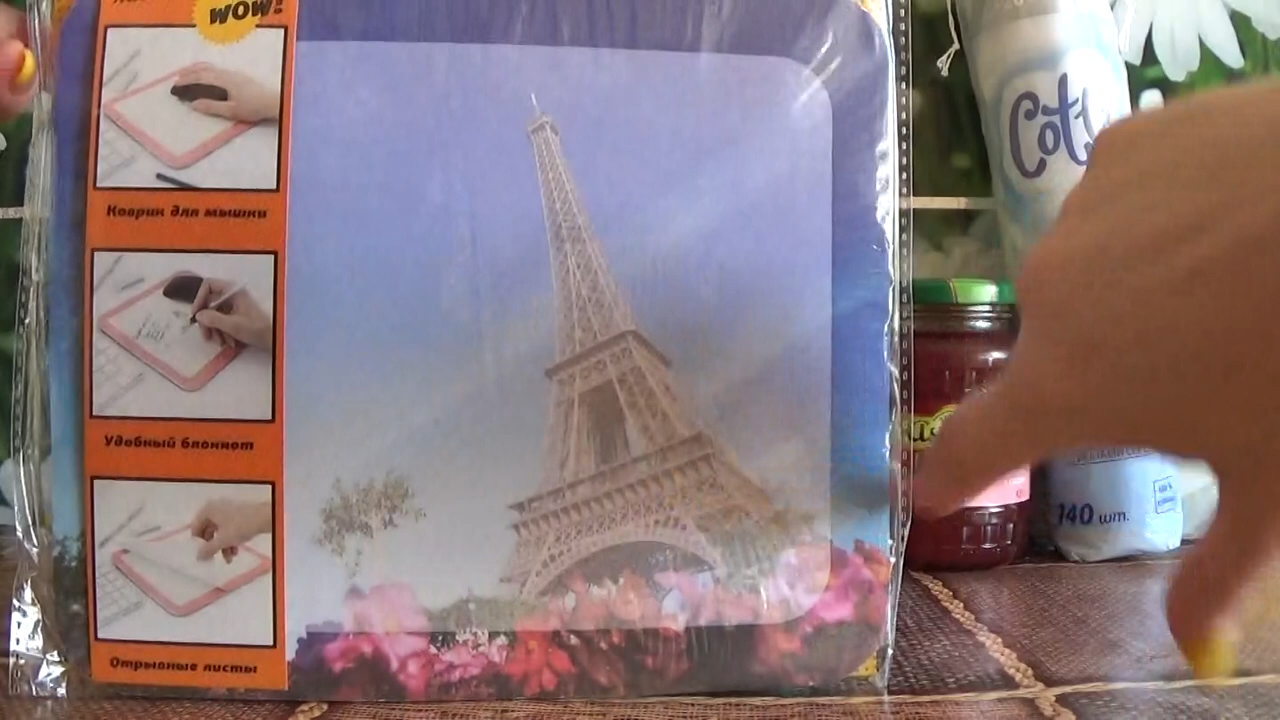 WOW!
Коврик для мышки
Удобный блокнот
Отрывные листы
Cot
140 шт.